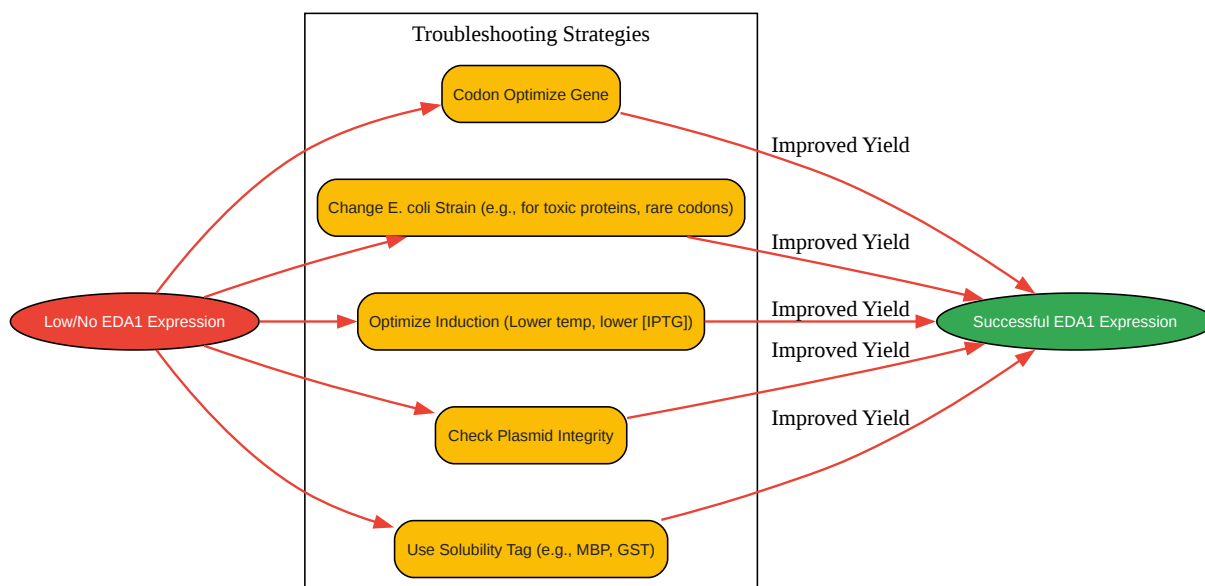 Troubleshooting Strategies
Codon Optimize Gene
Improved Yield
Change E. coli Strain (e.g., for toxic proteins, rare codons)
Improved Yield
Low/No EDA1 Expression
Optimize Induction (Lower temp, lower [IPTG])
Improved Yield
Successful EDA1 Expression
Improved Yield
Check Plasmid Integrity
Improved Yield
Use Solubility Tag (e.g., MBP, GST)